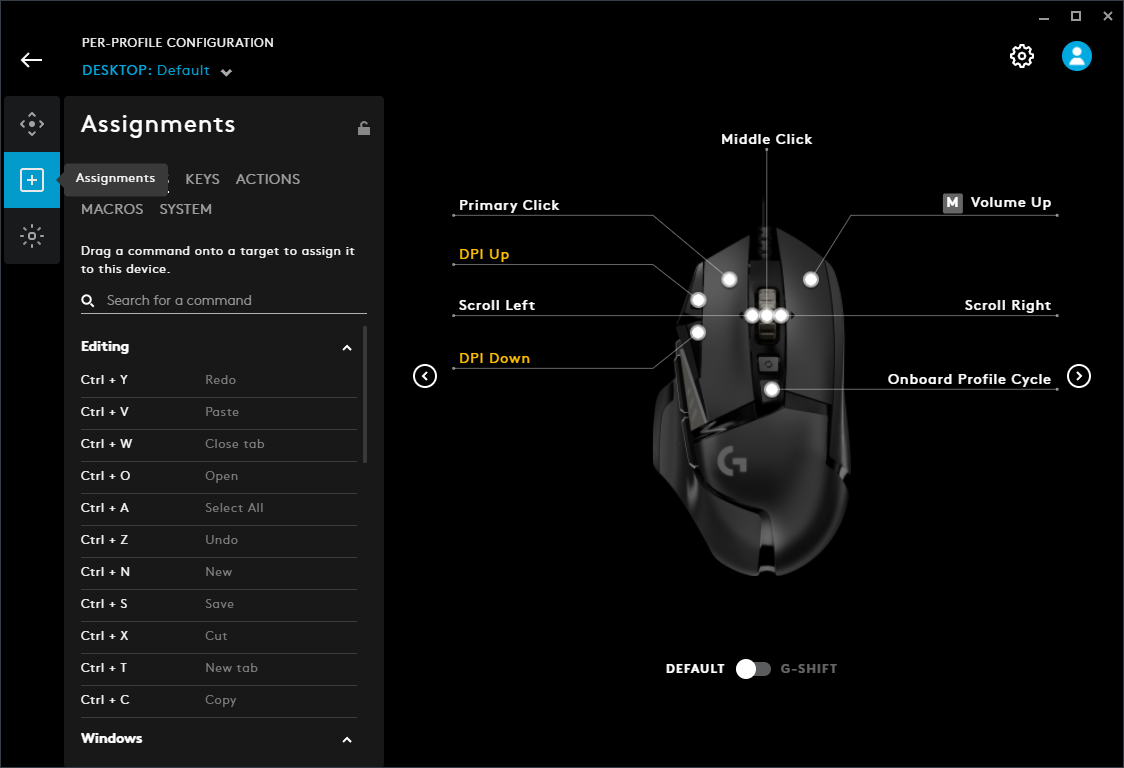 PER-PROFILE CONFIGURATION
DESKTOP: Default
Assignments
Assignments
KEYS
ACTIONS
MACROS
SYSTEM
Drag a command onto a target to assign it
to this device.
Search for a command
Editing
Ctrl + Y Redo
Ctrl + V Paste
Ctrl + W Close tab
Ctrl + O Open
Ctrl + A Select All
Ctrl + Z Undo
Ctrl + N New
Ctrl + S Save
Ctrl + X Cut
Ctrl + T New tab
Ctrl + C Copy
Windows
Middle Click
Primary Click
M Volume Up
DPI Up
Scroll Left
Scroll Right
DPI Down
Onboard Profile Cycle
G
DEFAULT
G-SHIFT